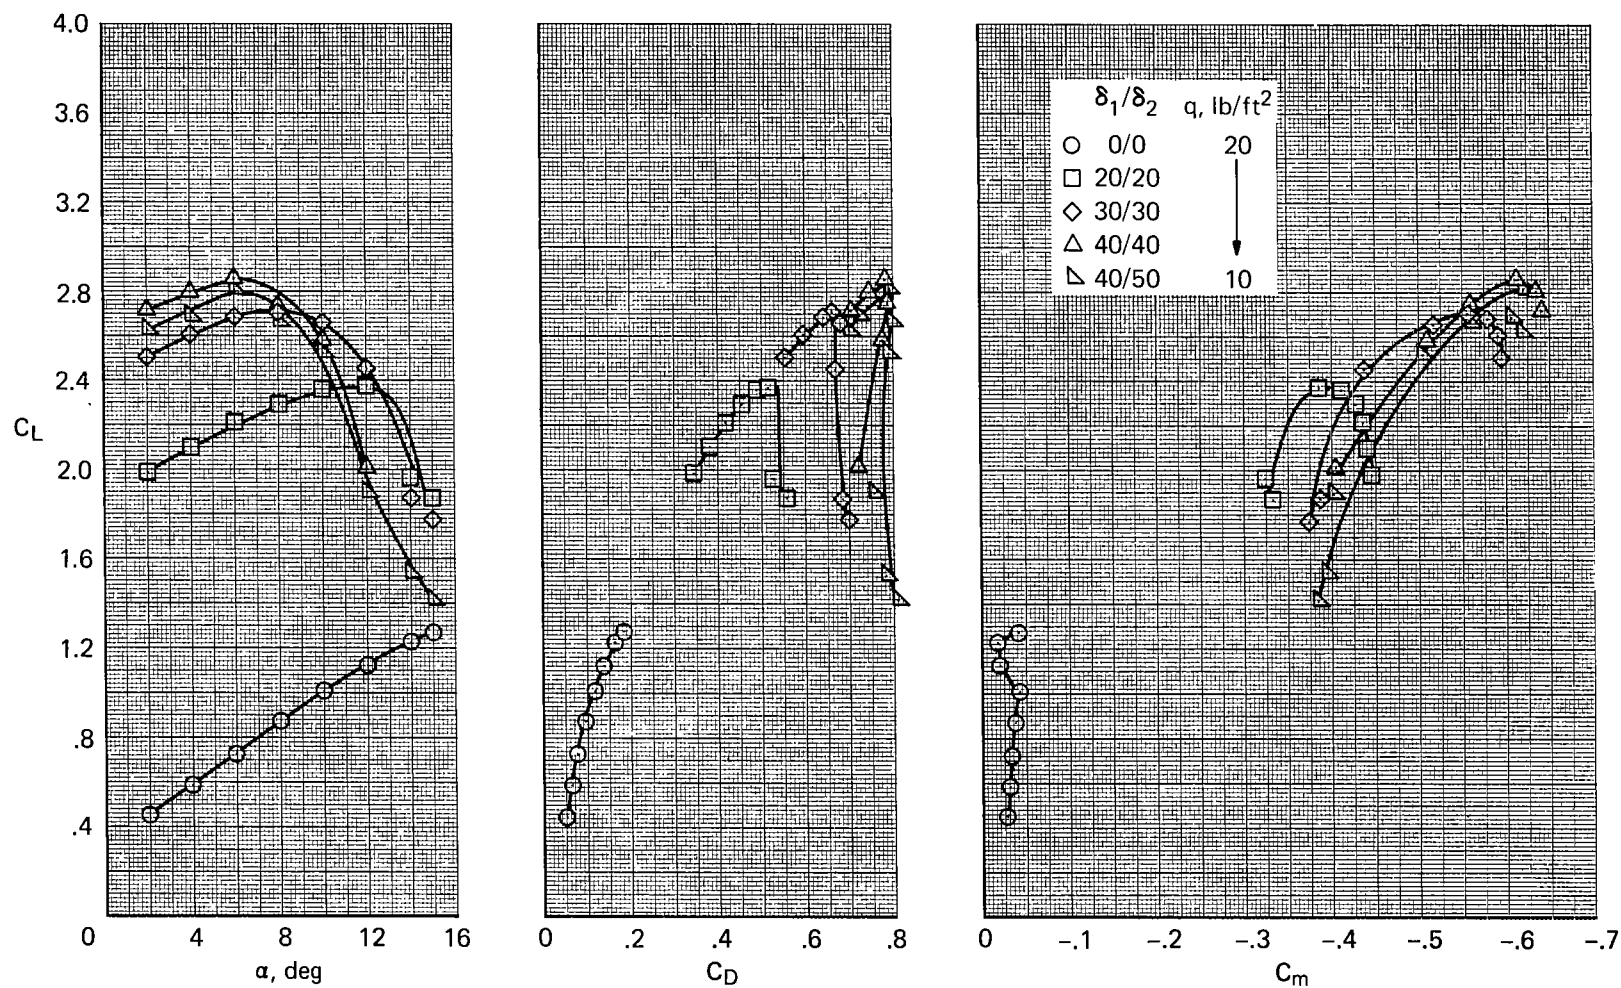 4.0
3.6
3.2
2.8
2.4
2.0
1.6
1.2
.8
.4
0
C_L
4 8 12 16
α, deg
0 .2 .4 .6 .8
C_D
0 -.1 -.2 -.3 -.4 -.5 -.6 -.7
C_m
δ₁/δ₂ q, lb/ft²
0/0 20
20/20
30/30
40/40
40/50 10